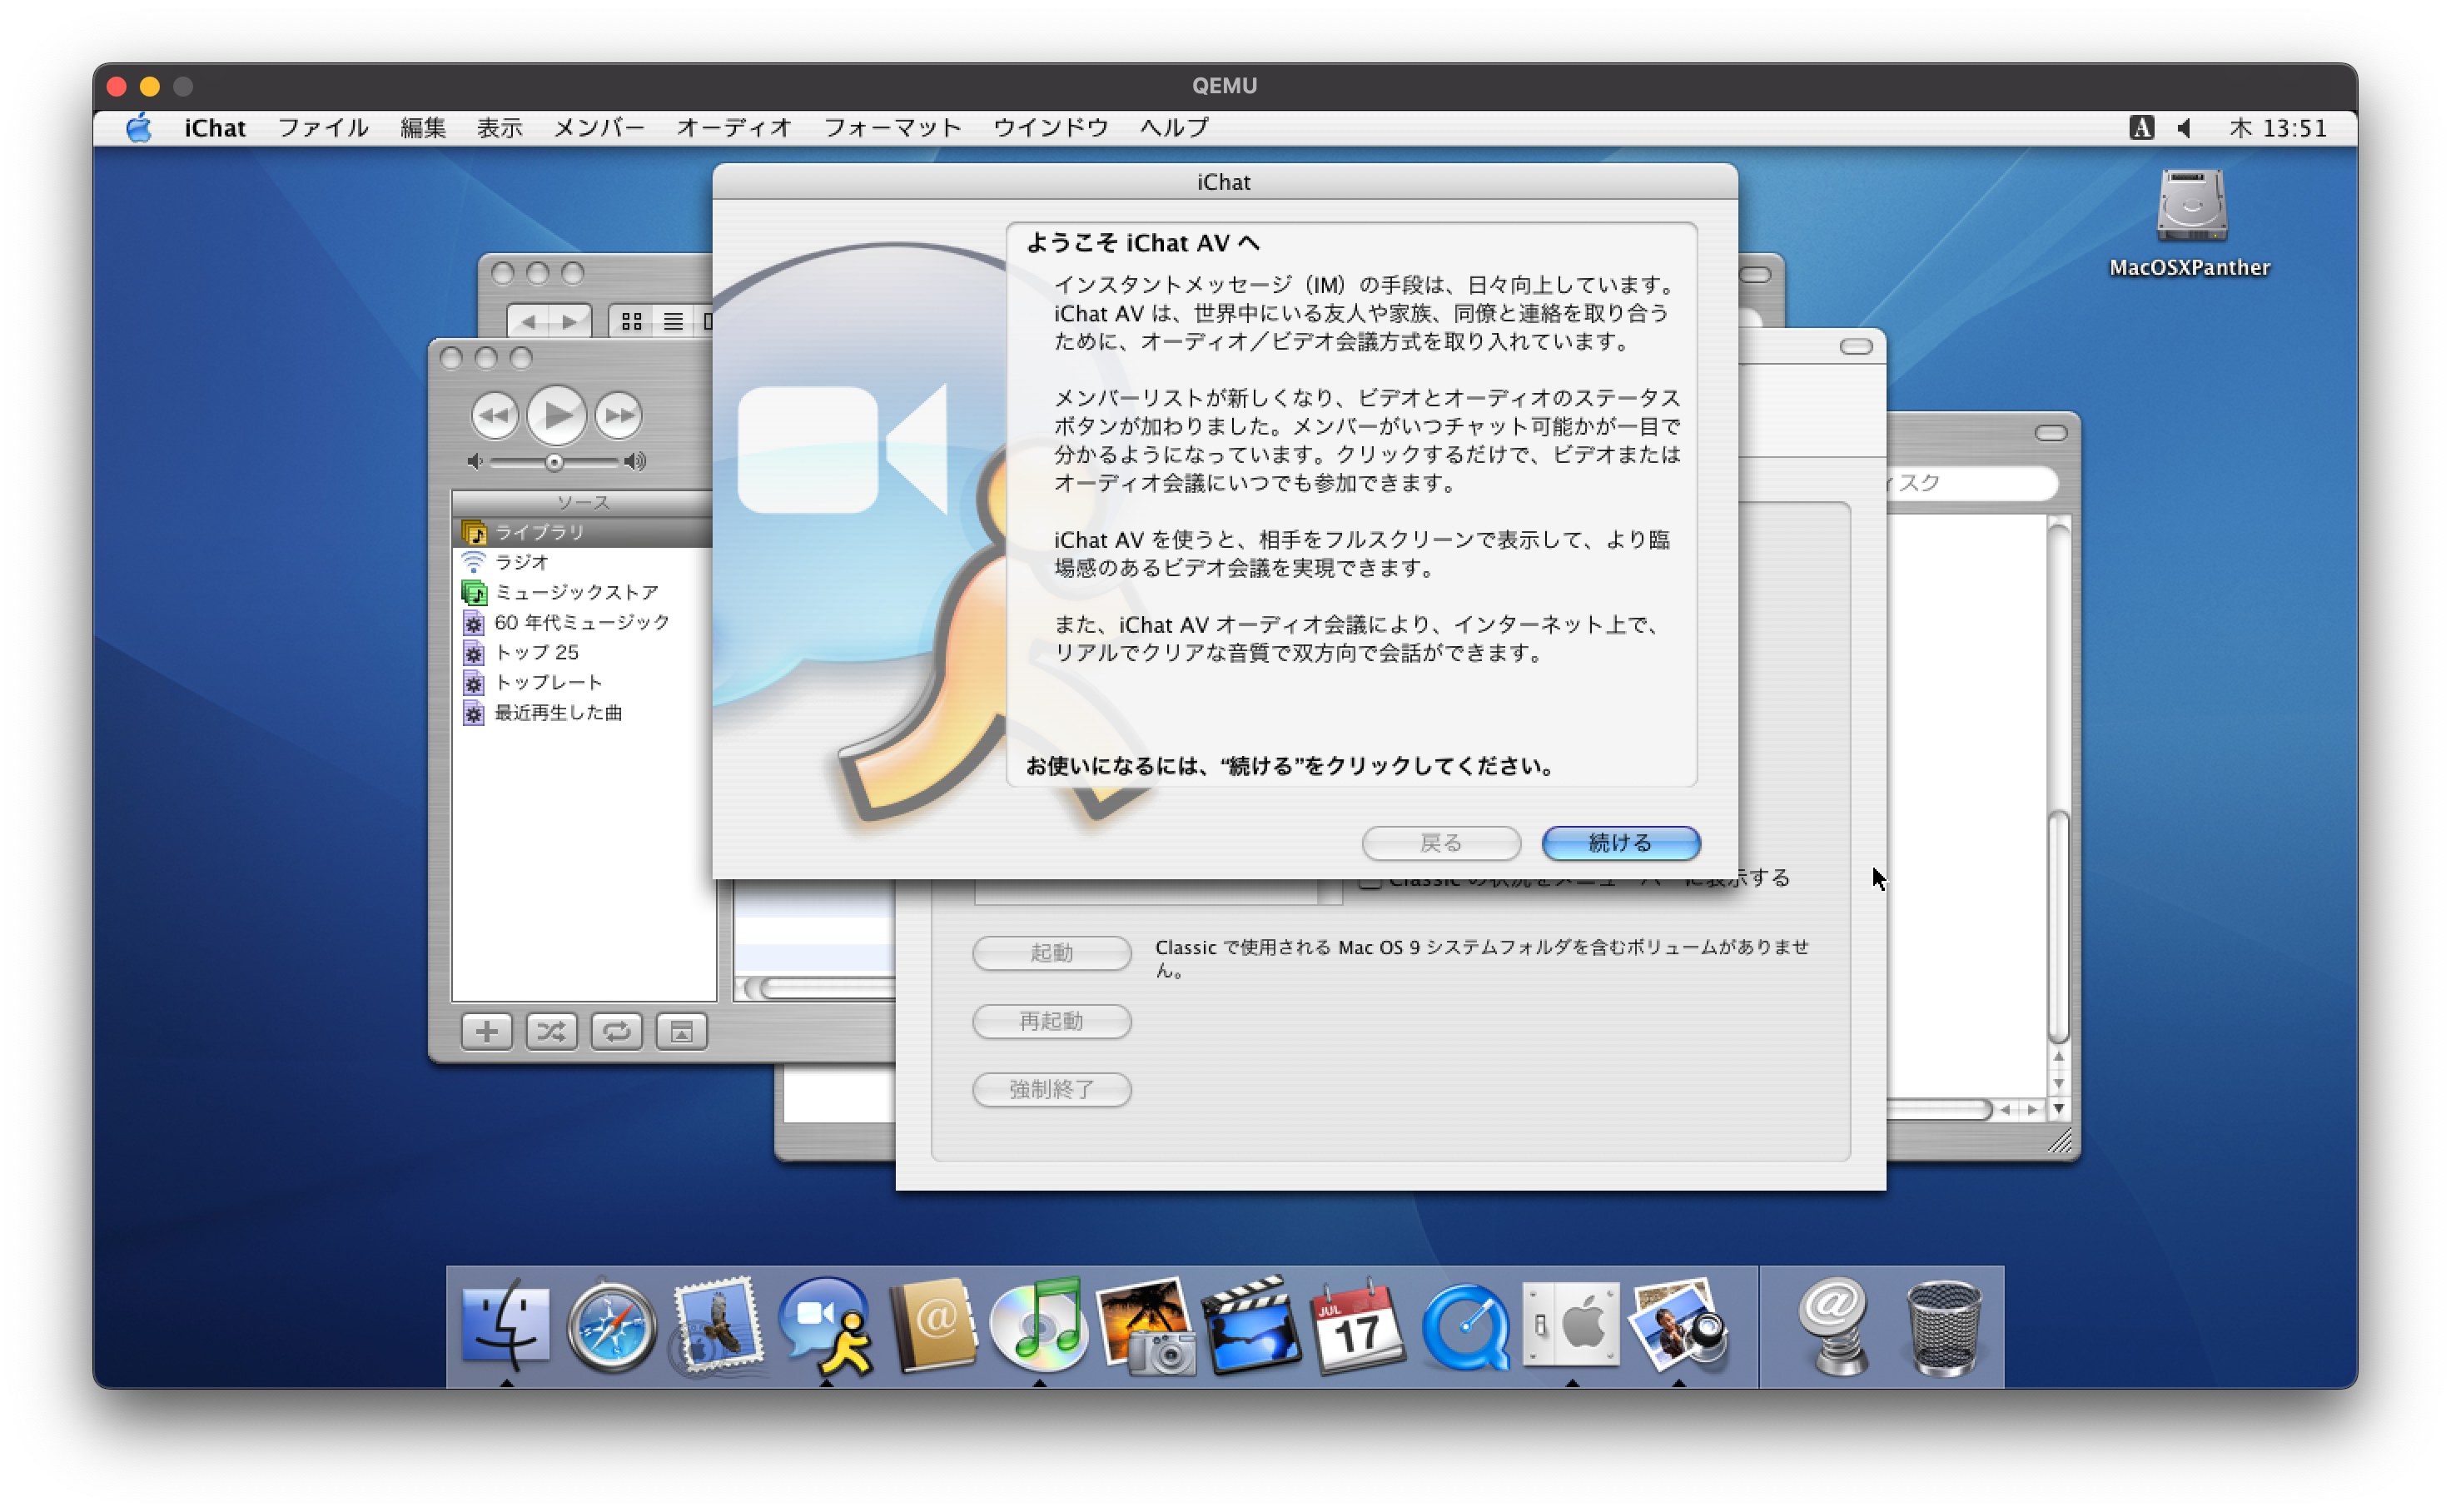 QEMU
iChat ファイル 編集 表示 メンバー オーディオ フォーマット ウインドウ ヘルプ
A 木 13:51
MacOSXPanther
iChat
ようこそ iChat AV へ
インスタントメッセージ（IM）の手段は、日々向上しています。
iChat AV は、世界中にいる友人や家族、同僚と連絡を取り合う
ために、オーディオ／ビデオ会議方式を取り入れています。
メンバーリストが新しくなり、ビデオとオーディオのステータス
ボタンが加わりました。メンバーがいつチャット可能かが一目で
分かるようになっています。クリックするだけで、ビデオまたは
オーディオ会議にいつでも参加できます。
iChat AV を使うと、相手をフルスクリーンで表示して、より臨
場感のあるビデオ会議を実現できます。
また、iChat AV オーディオ会議により、インターネット上で、
リアルでクリアな音質で双方向で会話ができます。
お使いになるには、“続ける”をクリックしてください。
戻る 続ける
ソース
ライブラリ
ラジオ
ミュージックストア
60 年代ミュージック
トップ 25
トップレート
最近再生した曲
スク
Classic の状況をメニューバーに表示する
起動
Classic で使用される Mac OS 9 システムフォルダを含むボリュームがありませ
ん。
再起動
強制終了
@
JUL
17
@